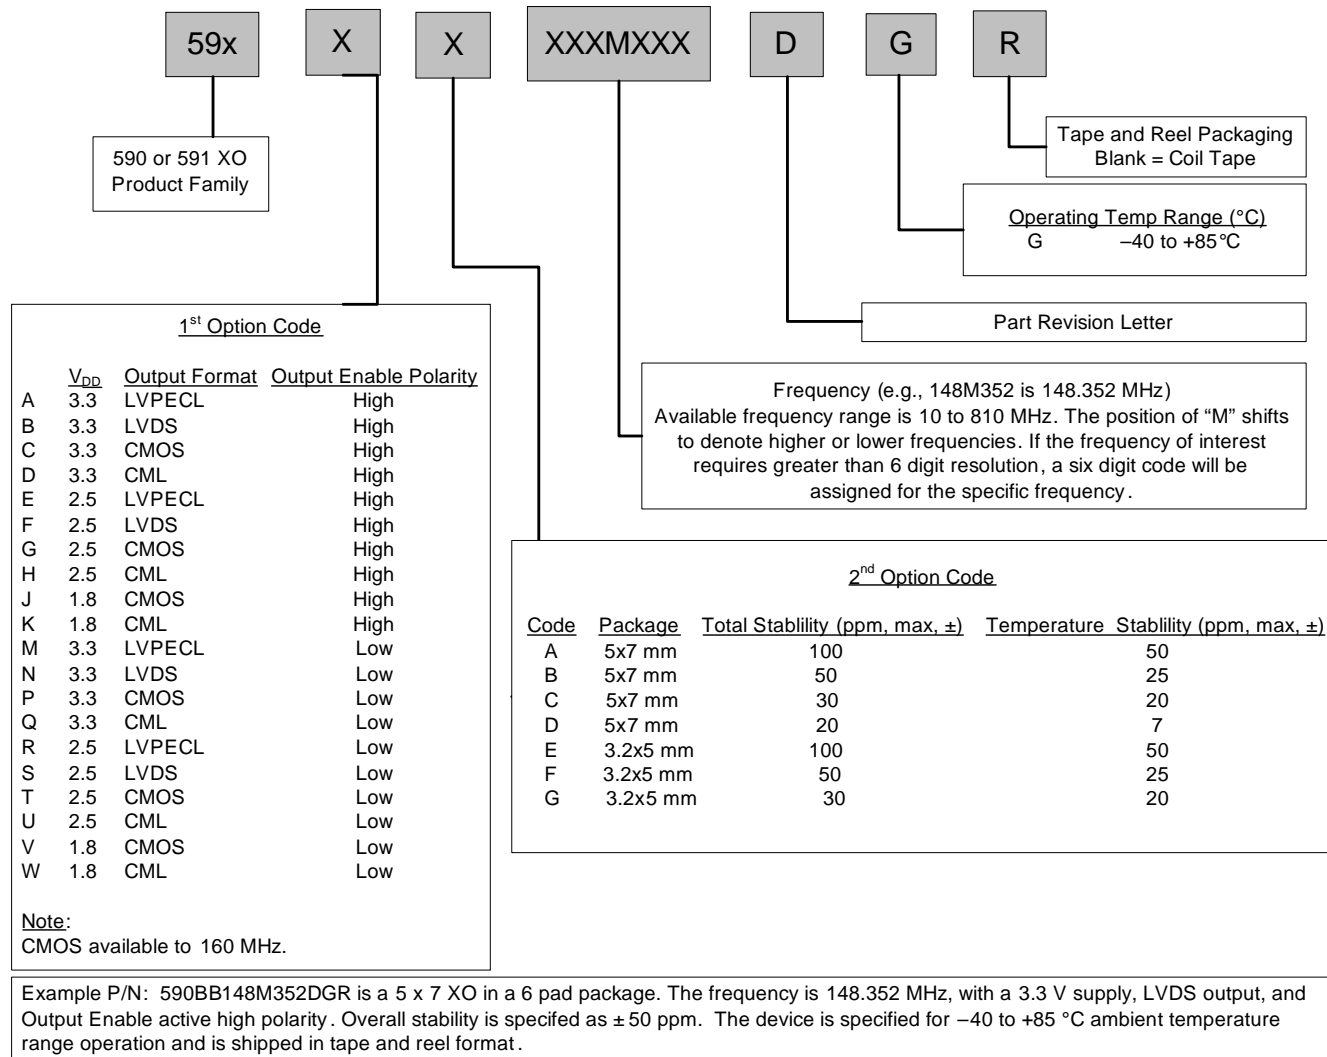 59x X X XXXMXXX D G R
590 or 591 XO
Product Family
Tape and Reel Packaging
Blank = Coil Tape
Operating Temp Range (°C)
G –40 to +85°C
Part Revision Letter
Frequency (e.g., 148M352 is 148.352 MHz)
Available frequency range is 10 to 810 MHz. The position of “M” shifts
to denote higher or lower frequencies. If the frequency of interest
requires greater than 6 digit resolution, a six digit code will be
assigned for the specific frequency.
1st Option Code
VDD Output Format Output Enable Polarity
A 3.3 LVPECL High
B 3.3 LVDS High
C 3.3 CMOS High
D 3.3 CML High
E 2.5 LVPECL High
F 2.5 LVDS High
G 2.5 CMOS High
H 2.5 CML High
J 1.8 CMOS High
K 1.8 CML High
M 3.3 LVPECL Low
N 3.3 LVDS Low
P 3.3 CMOS Low
Q 3.3 CML Low
R 2.5 LVPECL Low
S 2.5 LVDS Low
T 2.5 CMOS Low
U 2.5 CML Low
V 1.8 CMOS Low
W 1.8 CML Low
Note:
CMOS available to 160 MHz.
2nd Option Code
Code Package Total Stablility (ppm, max, ±) Temperature Stablility (ppm, max, ±)
A 5x7 mm 100 50
B 5x7 mm 50 25
C 5x7 mm 30 20
D 5x7 mm 20 7
E 3.2x5 mm 100 50
F 3.2x5 mm 50 25
G 3.2x5 mm 30 20
Example P/N: 590BB148M352DGR is a 5 x 7 XO in a 6 pad package. The frequency is 148.352 MHz, with a 3.3 V supply, LVDS output, and
Output Enable active high polarity. Overall stability is specifed as ±50 ppm. The device is specified for –40 to +85 °C ambient temperature
range operation and is shipped in tape and reel format.